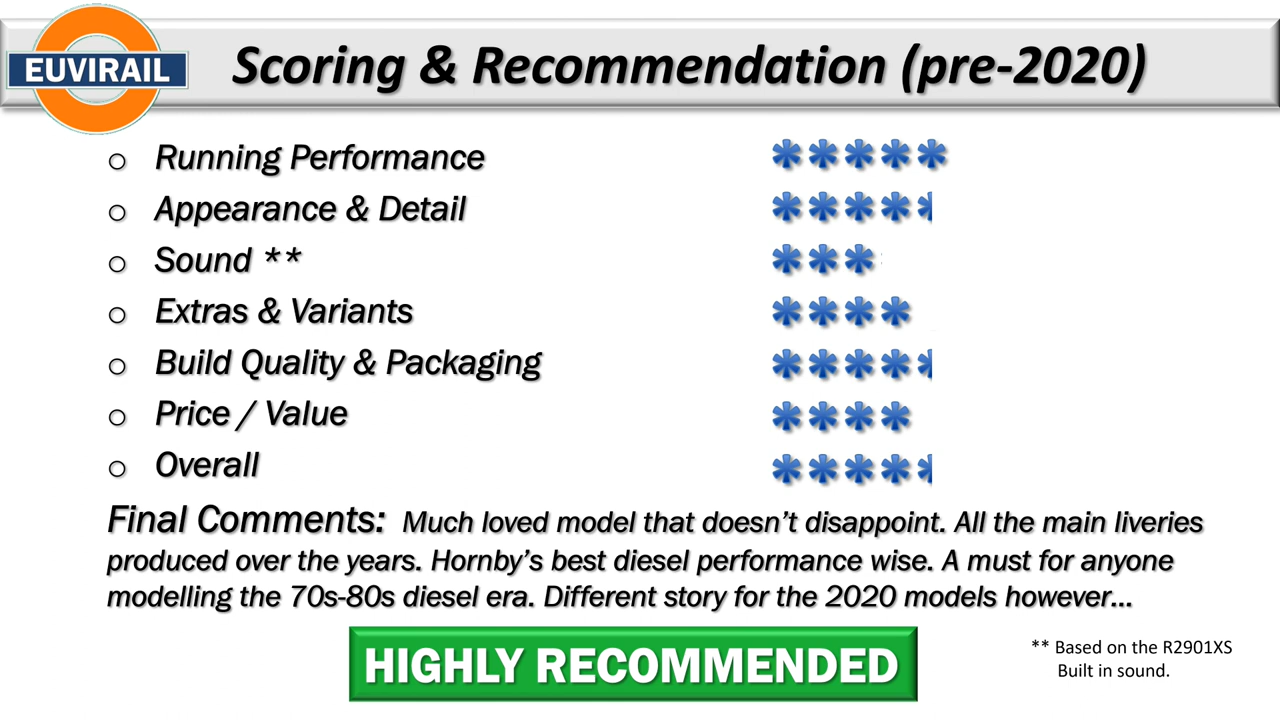 EUVIRAIL
Scoring & Recommendation (pre-2020)
o Running Performance *****
o Appearance & Detail *****
o Sound ** ***
o Extras & Variants ****
o Build Quality & Packaging *****
o Price / Value ****
o Overall *****
Final Comments: Much loved model that doesn’t disappoint. All the main liveries
produced over the years. Hornby’s best diesel performance wise. A must for anyone
modelling the 70s-80s diesel era. Different story for the 2020 models however...
HIGHLY RECOMMENDED
** Based on the R2901XS
Built in sound.